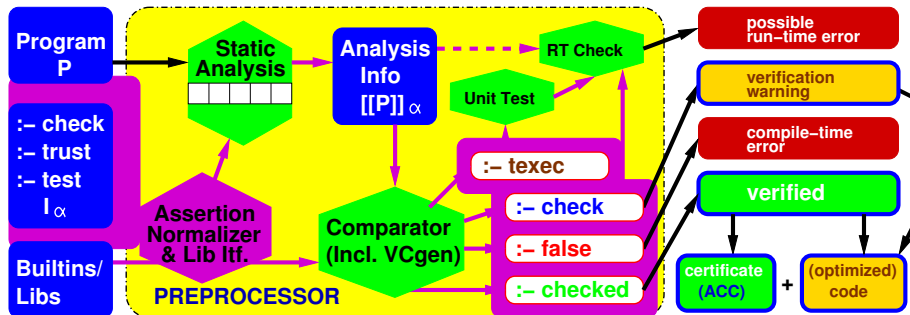 Program
P
:– check
:– trust
:– test
I α
Builtins/
Libs
Static
Analysis
Assertion
Normalizer
& Lib Itf.
PREPROCESSOR
Analysis
Info
[[P]] α
Comparator
(Incl. VCgen)
RT Check
Unit Test
:– texec
:– check
:– false
:– checked
possible
run–time error
verification
warning
compile–time
error
verified
certificate
(ACC)
+
(optimized)
code